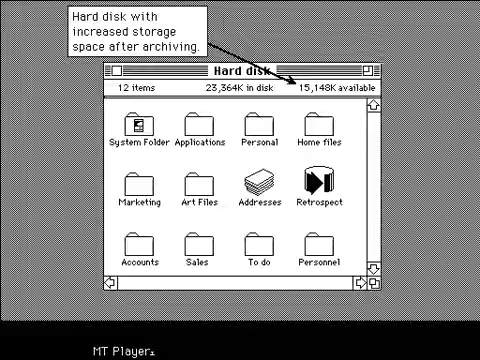 Hard disk with
increased storage
space after archiving.
Hard disk
12 items 23,364K in disk 15,148K available
System Folder Applications Personal Home files
Marketing Art Files Addresses Retrospect
Accounts Sales To do Personnel
MT Player